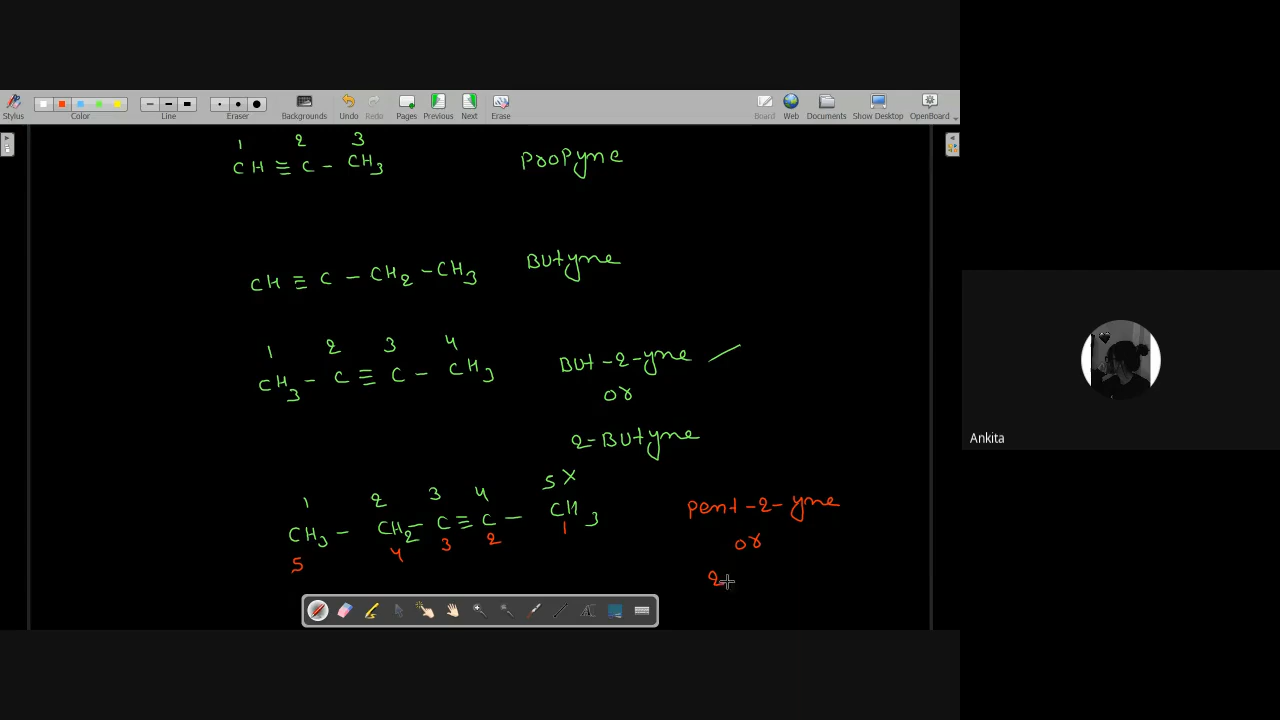 Stylus Color Line Eraser Backgrounds Undo Redo Pages Previous Next Erase Board Web Documents Show Desktop OpenBoard
1 2 3
CH ≡ C - CH3 Propyne
CH ≡ C - CH2 - CH3 Butyne
1 2 3 4
CH3 - C ≡ C - CH3 But-2-yne
or
2-Butyne
1 2 3 4 5 X
CH3 - CH2 - C ≡ C - CH3 Pent-2-yne
5 4 3 2 1
or
2
Ankita